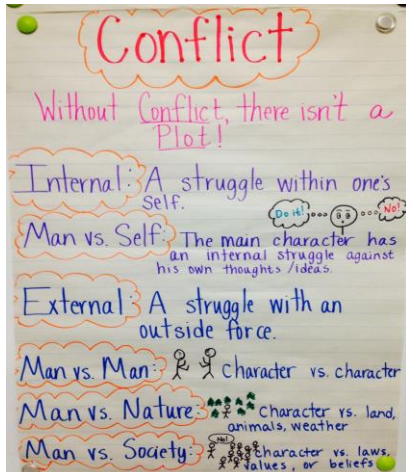 Conflict
Without Conflict, there isn't a
Plot!
Internal: A struggle within one's
self.
Do it! No!
Man vs. Self: The main character has
an internal struggle against
his own thoughts/ideas.
External: A struggle with an
outside force.
Man vs. Man: Character vs. character
Man vs. Nature: Character vs. land,
animals, weather
No!
Man vs. Society: character vs. laws,
values, or beliefs